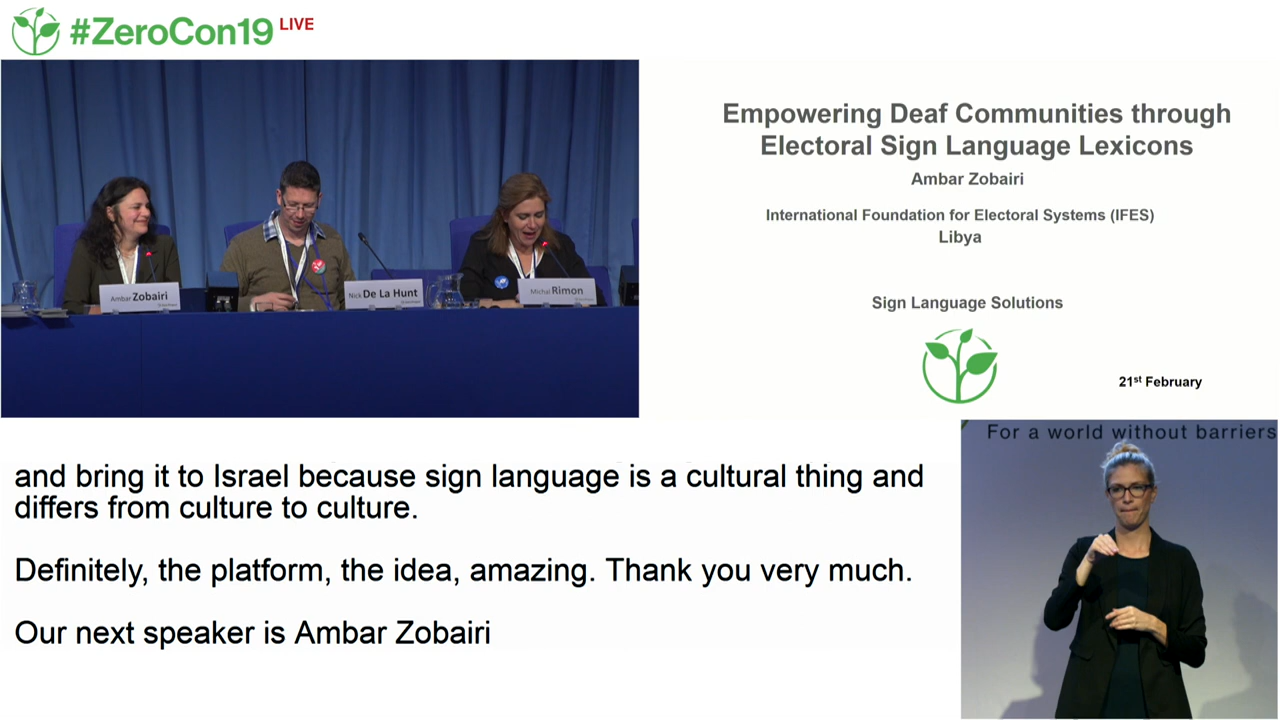 #ZeroCon19 LIVE
Empowering Deaf Communities through
Electoral Sign Language Lexicons
Ambar Zobairi
International Foundation for Electoral Systems (IFES)
Libya
Sign Language Solutions
21st February
Ambar Zobairi
Nick De La Hunt
Michal Rimon
For a world without barriers
and bring it to Israel because sign language is a cultural thing and
differs from culture to culture.
Definitely, the platform, the idea, amazing. Thank you very much.
Our next speaker is Ambar Zobairi